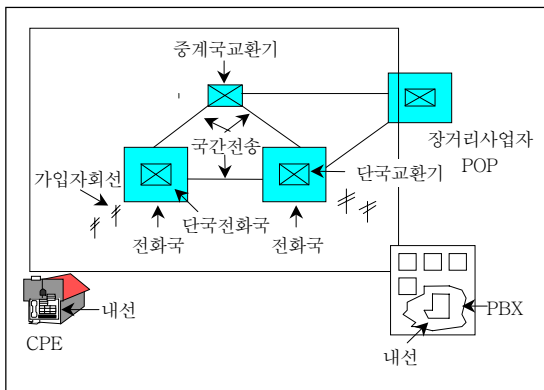 중계국교환기
장거리사업자
POP
국간전송
가입자회선
단국교환기
단국전화국
전화국
전화국
PBX
내선
내선
CPE